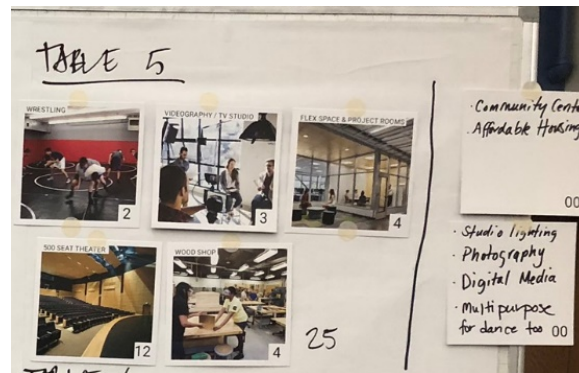 TABLE 5
WRESTLING
2
VIDEOGRAPHY / TV STUDIO
3
FLEX SPACE & PROJECT ROOMS
4
500 SEAT THEATER
12
WOOD SHOP
4
25
· Community Cente
· Affordable Housing
00
· Studio lighting
· Photography
· Digital Media
· Multipurpose
for dance too
00